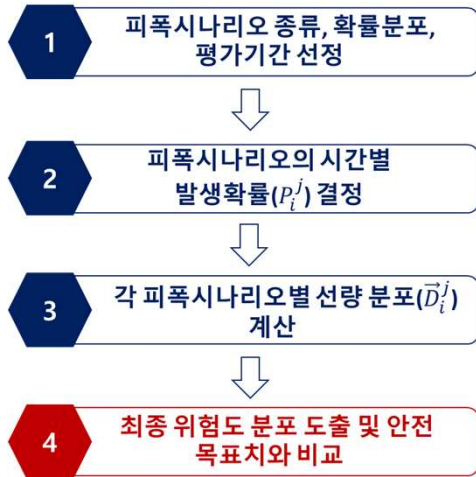 1
피폭시나리오 종류, 확률분포,
평가기간 선정
2
피폭시나리오의 시간별
발생확률(P_i^j) 결정
3
각 피폭시나리오별 선량 분포(D⃗_i^j)
계산
4
최종 위험도 분포 도출 및 안전
목표치와 비교